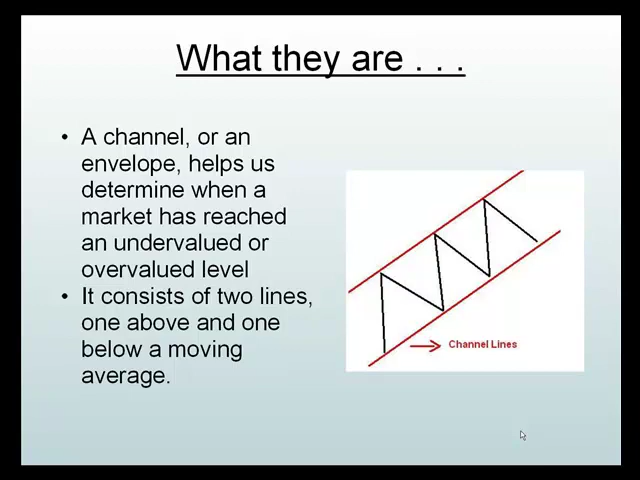 What they are . . .
• A channel, or an
envelope, helps us
determine when a
market has reached
an undervalued or
overvalued level
• It consists of two lines,
one above and one
below a moving
average.
Channel Lines